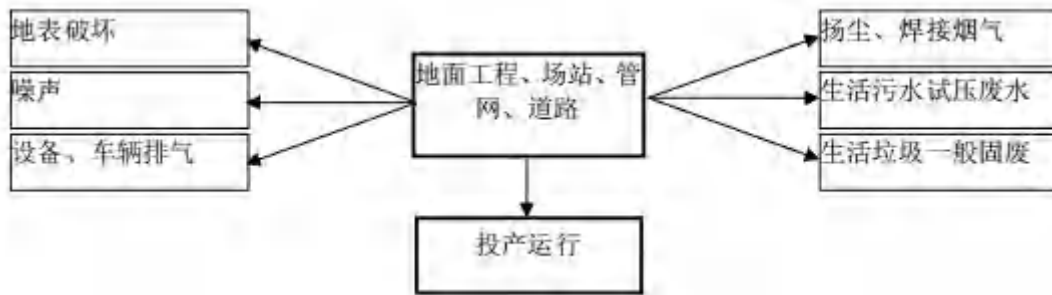 地表破坏
噪声
设备、车辆排气
地面工程、场站、管
网、道路
投产运行
扬尘、焊接烟气
生活污水试压废水
生活垃圾一般固废